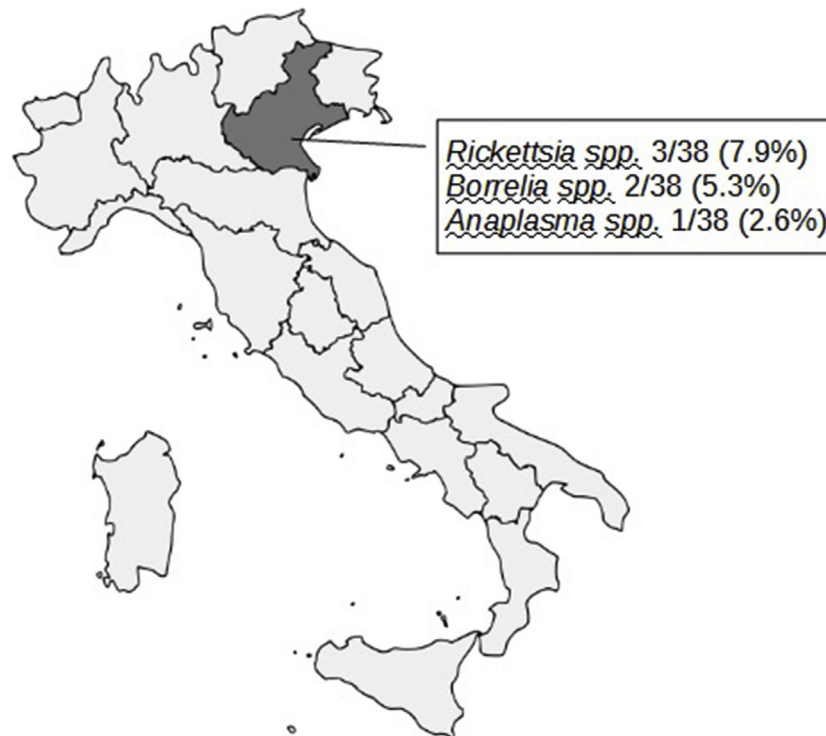 Rickettsia spp. 3/38 (7.9%)
Borrelia spp. 2/38 (5.3%)
Anaplasma spp. 1/38 (2.6%)